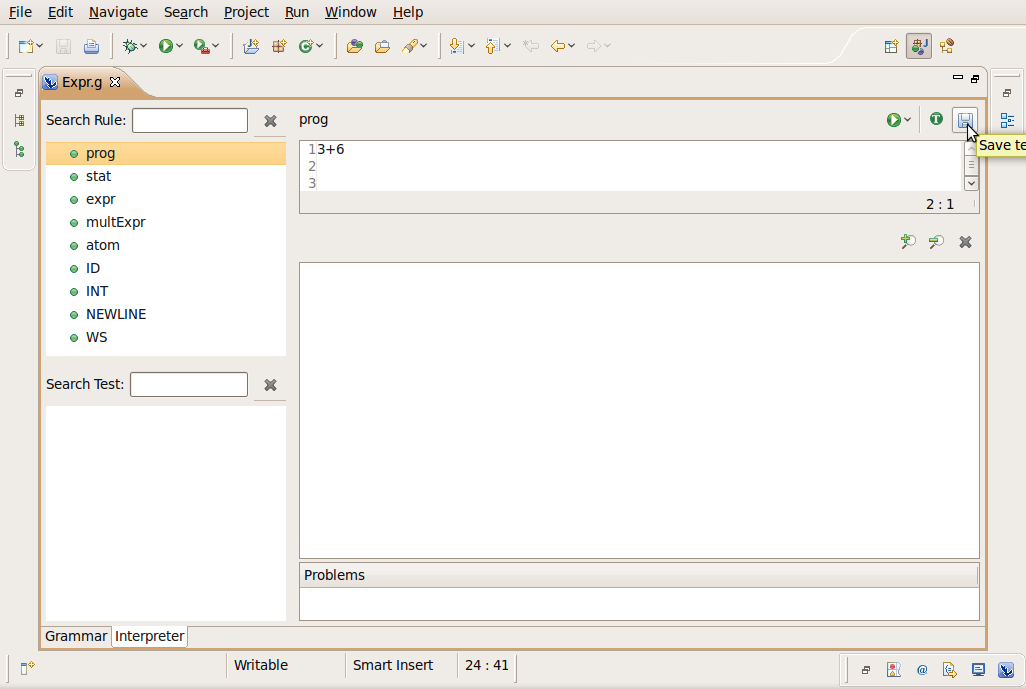 File Edit Navigate Search Project Run Window Help
Expr.g
Search Rule:
prog
stat
expr
multExpr
atom
ID
INT
NEWLINE
WS
Search Test:
prog
T
Save te
1 3+6
2
3
2 : 1
Problems
Grammar Interpreter
Writable Smart Insert 24 : 41